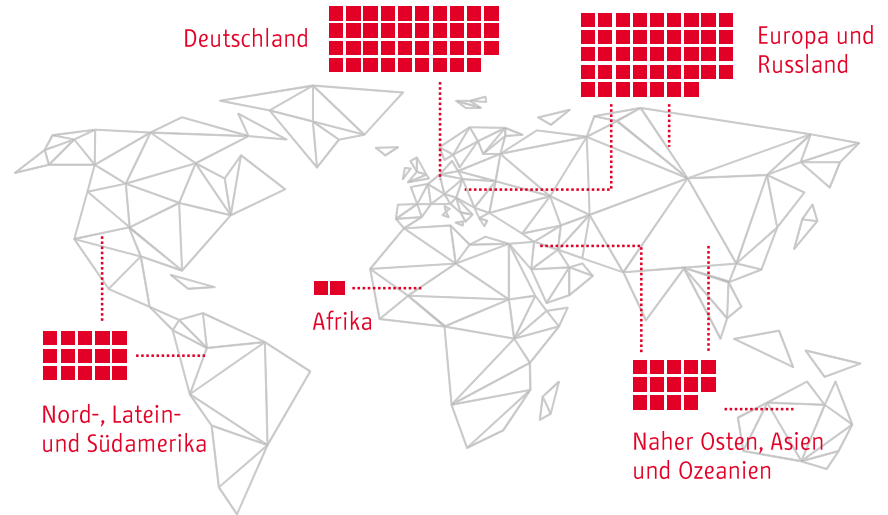 Deutschland
Europa und
Russland
Afrika
Nord-, Latein-
und Südamerika
Naher Osten, Asien
und Ozeanien